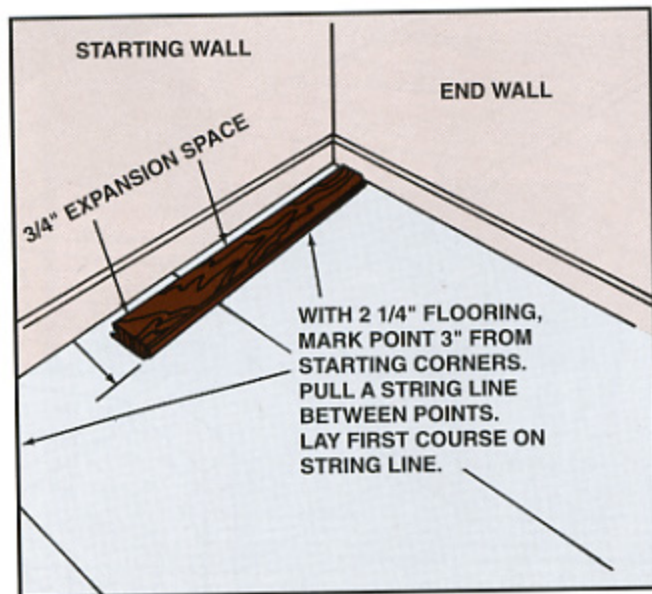 STARTING WALL
END WALL
3/4" EXPANSION SPACE
WITH 2 1/4" FLOORING,
MARK POINT 3" FROM
STARTING CORNERS.
PULL A STRING LINE
BETWEEN POINTS.
LAY FIRST COURSE ON
STRING LINE.